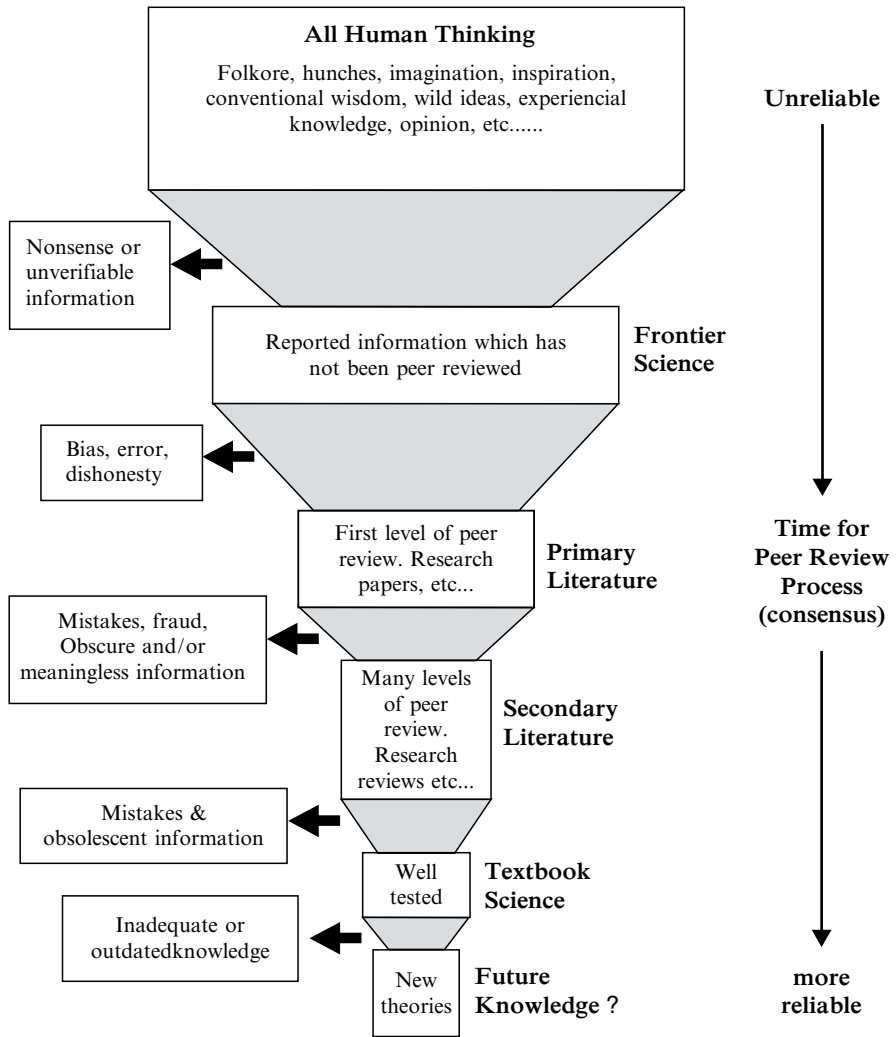 All Human Thinking
Folkore, hunches, imagination, inspiration,
conventional wisdom, wild ideas, experiencial
knowledge, opinion, etc......
Unreliable
Nonsense or
unverifiable
information
Reported information which has
not been peer reviewed
Frontier
Science
Bias, error,
dishonesty
First level of peer
review. Research
papers, etc...
Primary
Literature
Time for
Peer Review
Process
(consensus)
Mistakes, fraud,
Obscure and/or
meaningless information
Many levels
of peer
review.
Research
reviews etc...
Secondary
Literature
Mistakes &
obsolescent information
Well
tested
Textbook
Science
Inadequate or
outdatedknowledge
New
theories
Future
Knowledge ?
more
reliable